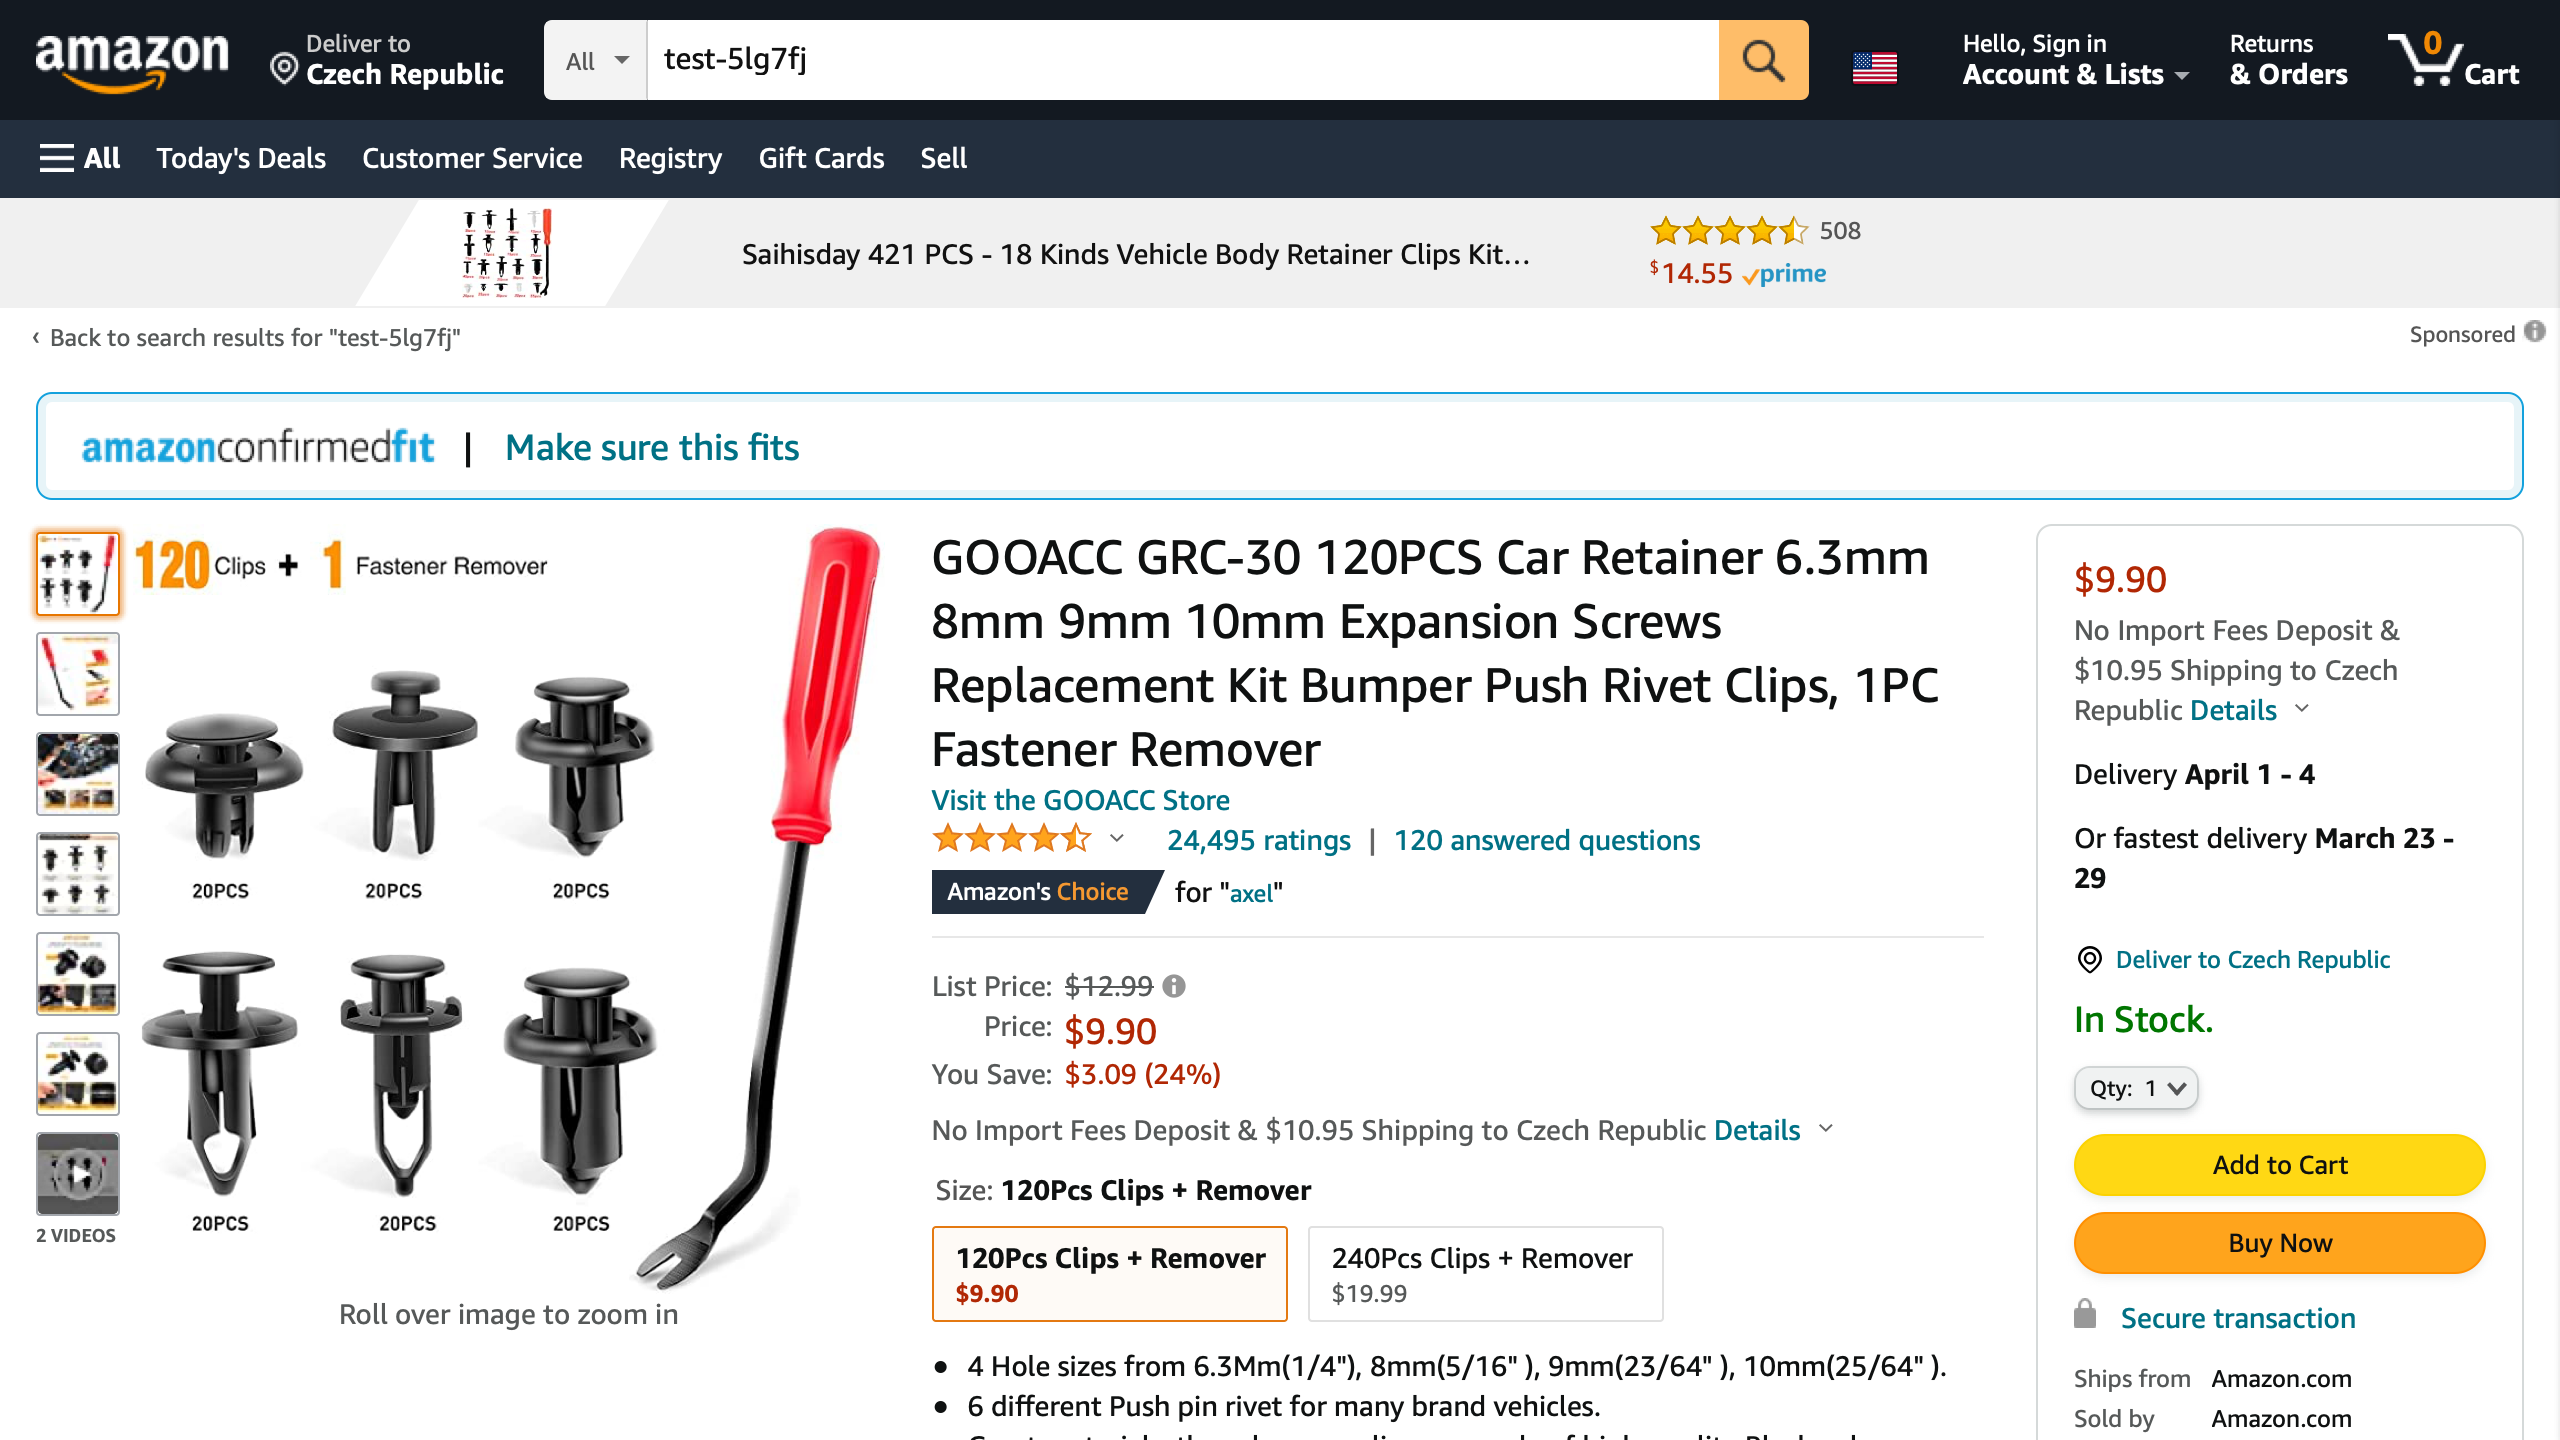 amazon
Deliver to
Czech Republic
All
test-5lg7fj
Hello, Sign in
Account & Lists
Returns
& Orders
0
Cart
All
Today's Deals
Customer Service
Registry
Gift Cards
Sell
Saihisday 421 PCS - 18 Kinds Vehicle Body Retainer Clips Kit…
508
$14.55 prime
‹ Back to search results for "test-5lg7fj"
Sponsored
amazonconfirmedfit | Make sure this fits
120 Clips + 1 Fastener Remover
20PCS
20PCS
20PCS
20PCS
20PCS
20PCS
2 VIDEOS
Roll over image to zoom in
GOOACC GRC-30 120PCS Car Retainer 6.3mm
8mm 9mm 10mm Expansion Screws
Replacement Kit Bumper Push Rivet Clips, 1PC
Fastener Remover
Visit the GOOACC Store
24,495 ratings | 120 answered questions
Amazon's Choice for "axel"
List Price: $12.99
Price: $9.90
You Save: $3.09 (24%)
No Import Fees Deposit & $10.95 Shipping to Czech Republic Details
Size: 120Pcs Clips + Remover
120Pcs Clips + Remover
$9.90
240Pcs Clips + Remover
$19.99
4 Hole sizes from 6.3Mm(1/4"), 8mm(5/16" ), 9mm(23/64" ), 10mm(25/64" ).
6 different Push pin rivet for many brand vehicles.
$9.90
No Import Fees Deposit &
$10.95 Shipping to Czech
Republic Details
Delivery April 1 - 4
Or fastest delivery March 23 -
29
Deliver to Czech Republic
In Stock.
Qty: 1
Add to Cart
Buy Now
Secure transaction
Ships from Amazon.com
Sold by Amazon.com